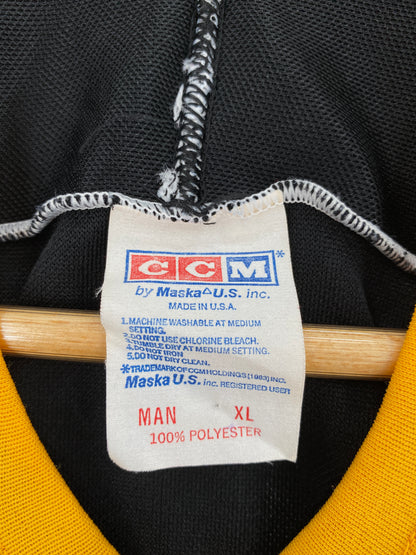 CCM*
by Maska U.S. inc.
MADE IN U.S.A.
1.MACHINE WASHABLE AT MEDIUM
SETTING.
2.DO NOT USE CHLORINE BLEACH.
3.TUMBLE DRY AT MEDIUM SETTING.
4.DO NOT IRON
5.DO NOT DRY CLEAN.
*TRADEMARK OF CCM HOLDINGS (1983) INC.
Maska U.S. inc. REGISTERED USER
MAN XL
100% POLYESTER